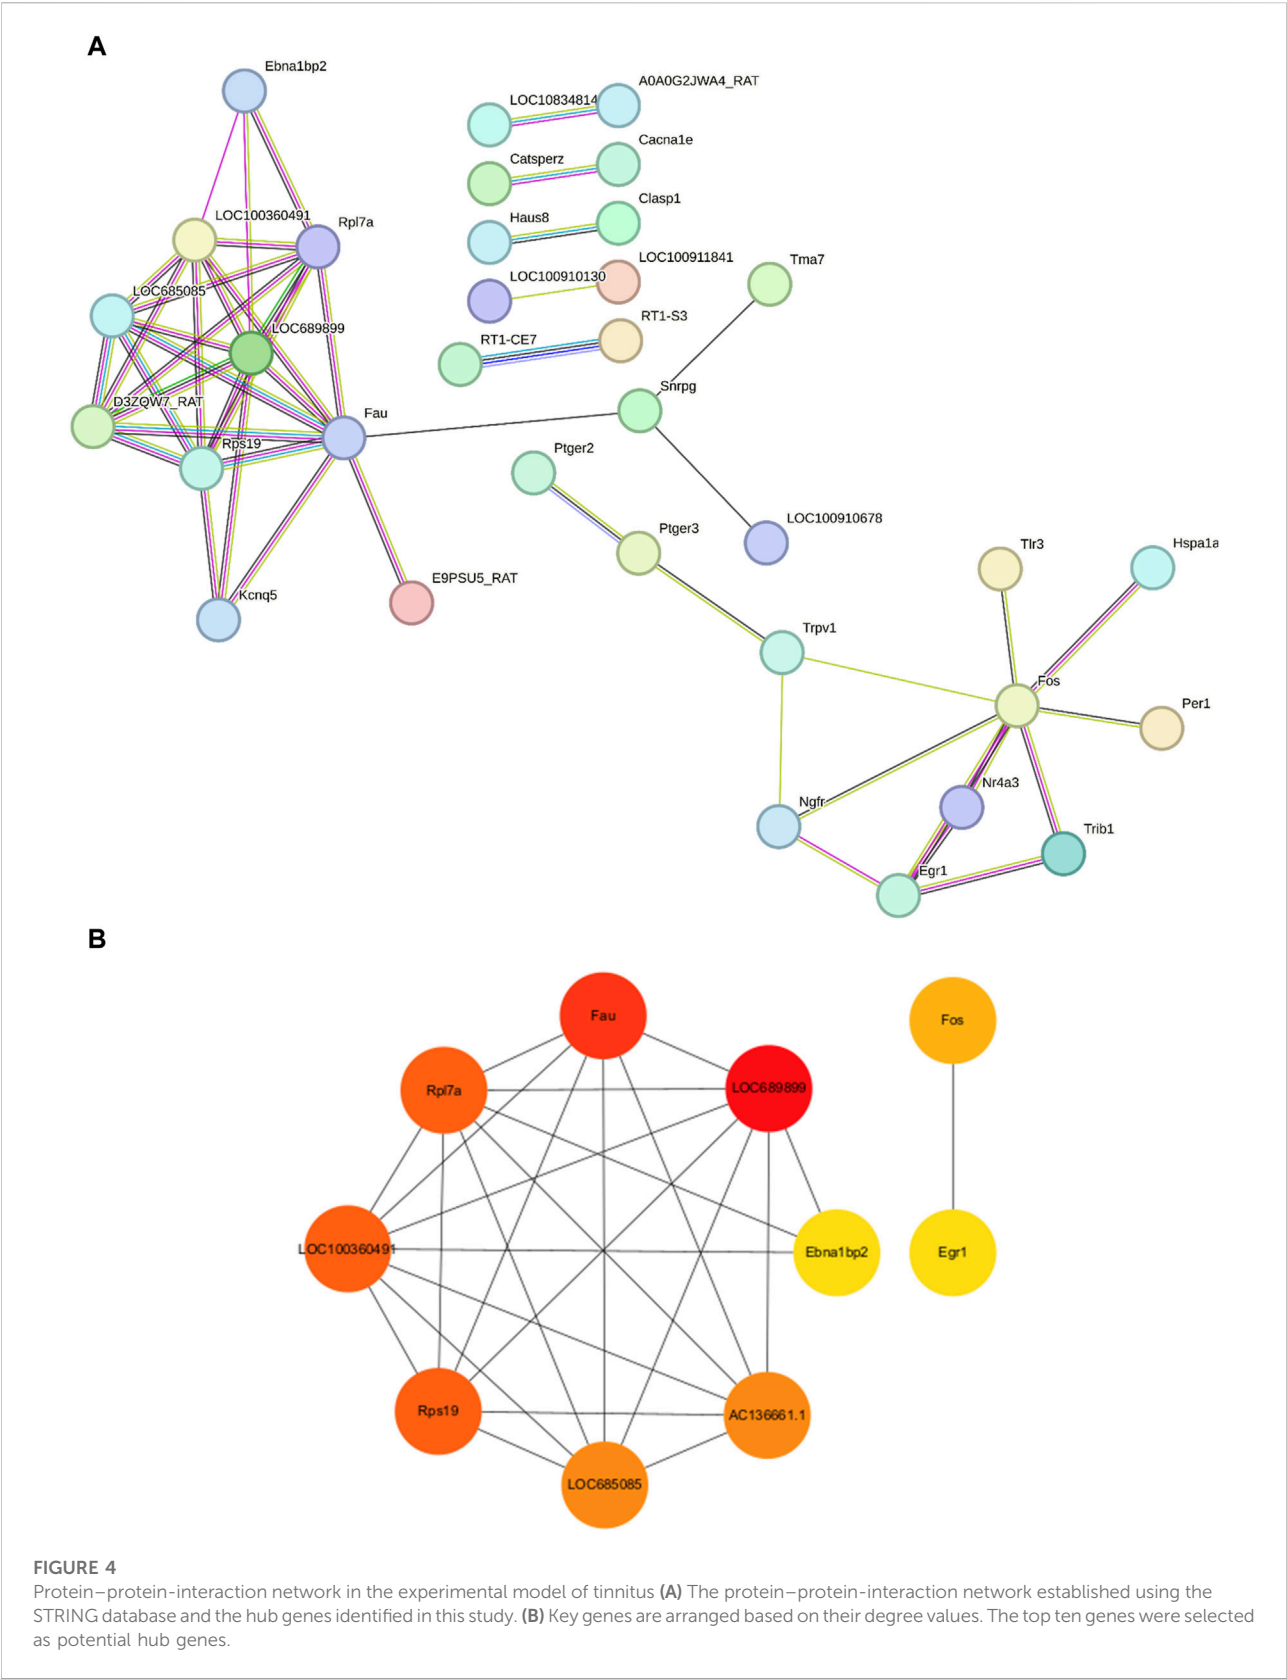 A
Ebna1bp2
LOC10834814
A0A0G2JWA4_RAT
Catsperz
Cacna1e
Haus8
Clasp1
LOC100360491
Rpl7a
LOC100910130
LOC100911841
Tma7
LOC685085
LOC689899
RT1-CE7
RT1-S3
Snrpg
D3ZQW7_RAT
Fau
Rps19
Ptger2
Ptger3
LOC100910678
Tlr3
Hspa1a
E9PSU5_RAT
Kcnq5
Trpv1
Fos
Per1
Nr4a3
Ngfr
Trib1
Egr1
B
Fau
Fos
Rpl7a
LOC689899
LOC100360491
Ebna1bp2
Egr1
Rps19
AC136661.1
LOC685085
FIGURE 4
Protein–protein-interaction network in the experimental model of tinnitus (A) The protein–protein-interaction network established using the
STRING database and the hub genes identified in this study. (B) Key genes are arranged based on their degree values. The top ten genes were selected
as potential hub genes.